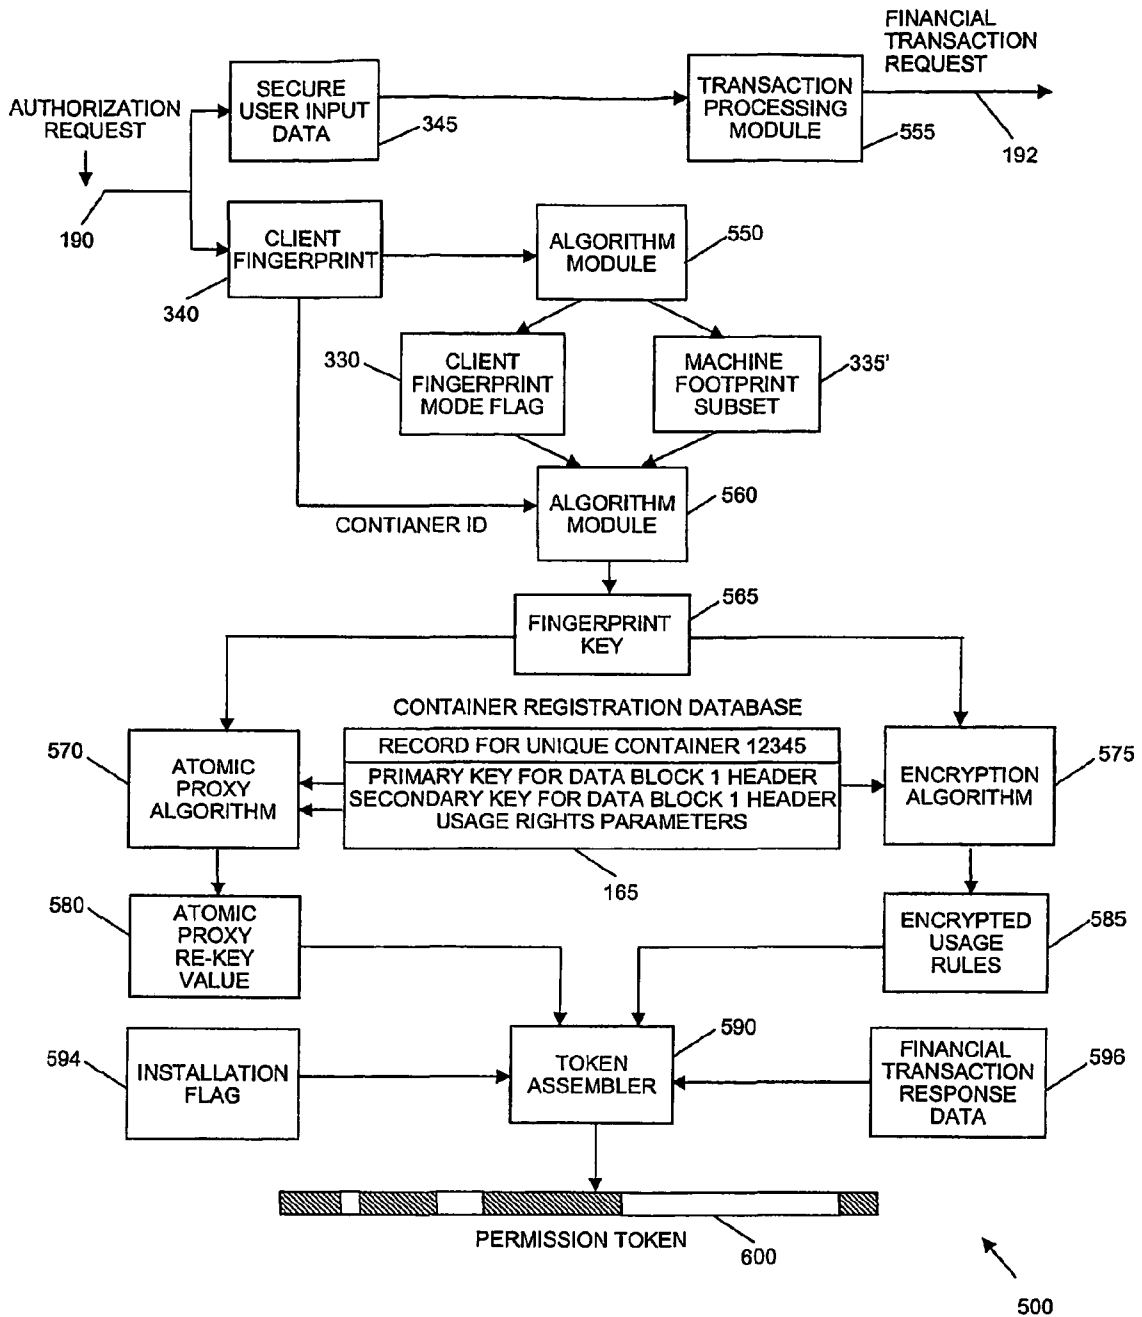 FINANCIAL
TRANSACTION
REQUEST
AUTHORIZATION
REQUEST
SECURE
USER INPUT
DATA
345
TRANSACTION
PROCESSING
MODULE
555
192
190
CLIENT
FINGERPRINT
340
ALGORITHM
MODULE
550
330
CLIENT
FINGERPRINT
MODE FLAG
MACHINE
FOOTPRINT
SUBSET
335'
CONTIANER ID
ALGORITHM
MODULE
560
FINGERPRINT
KEY
565
CONTAINER REGISTRATION DATABASE
570
ATOMIC
PROXY
ALGORITHM
RECORD FOR UNIQUE CONTAINER 12345
PRIMARY KEY FOR DATA BLOCK 1 HEADER
SECONDARY KEY FOR DATA BLOCK 1 HEADER
USAGE RIGHTS PARAMETERS
165
ENCRYPTION
ALGORITHM
575
580
ATOMIC
PROXY
RE-KEY
VALUE
ENCRYPTED
USAGE
RULES
585
594
INSTALLATION
FLAG
TOKEN
ASSEMBLER
590
FINANCIAL
TRANSACTION
RESPONSE
DATA
596
PERMISSION TOKEN
600
500